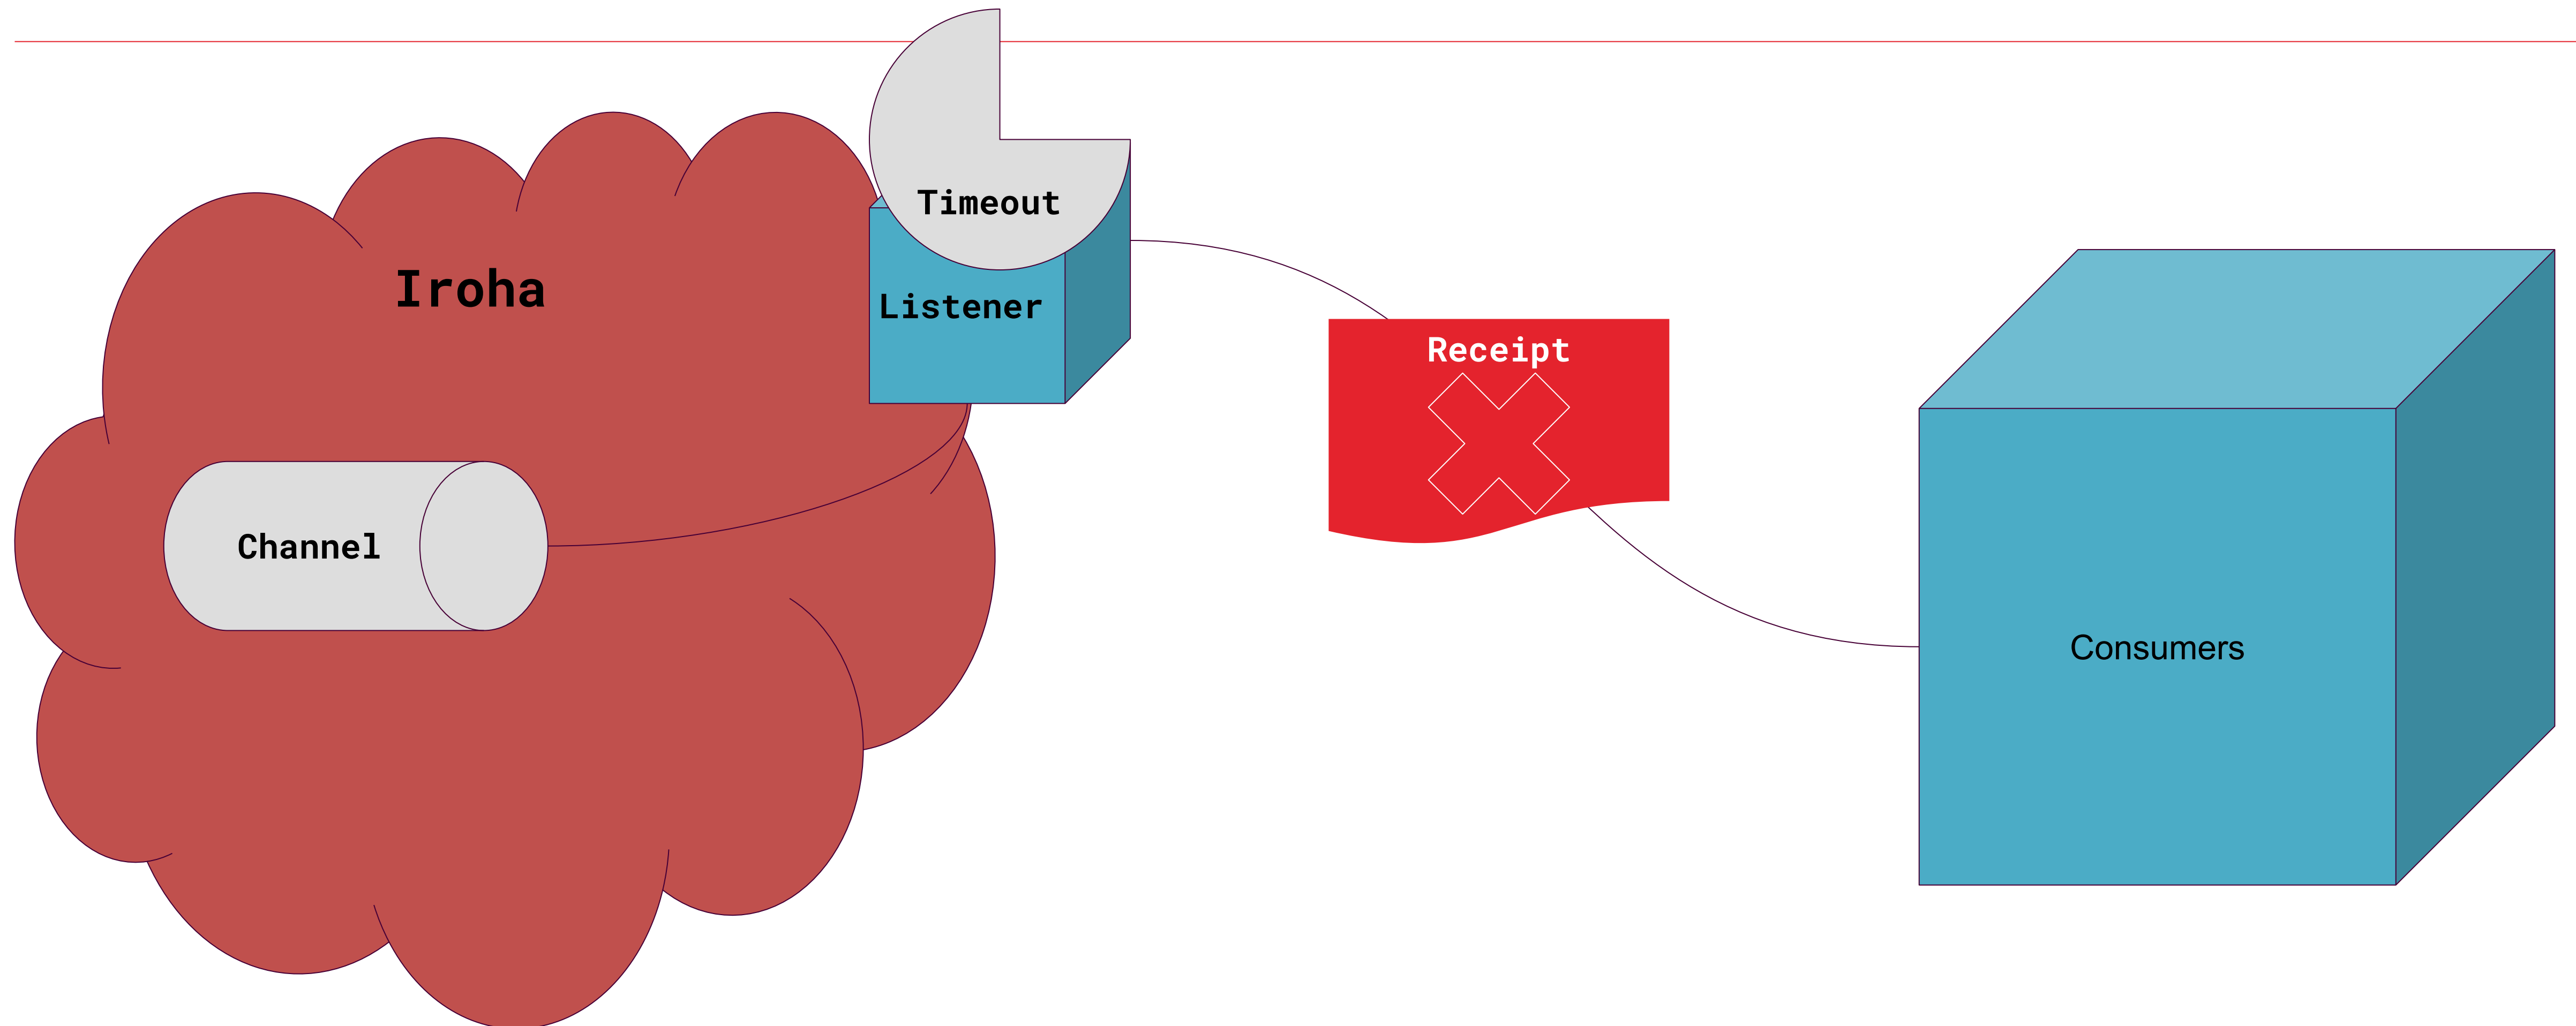 Timeout
Iroha
Listener
Receipt
Channel
Consumers